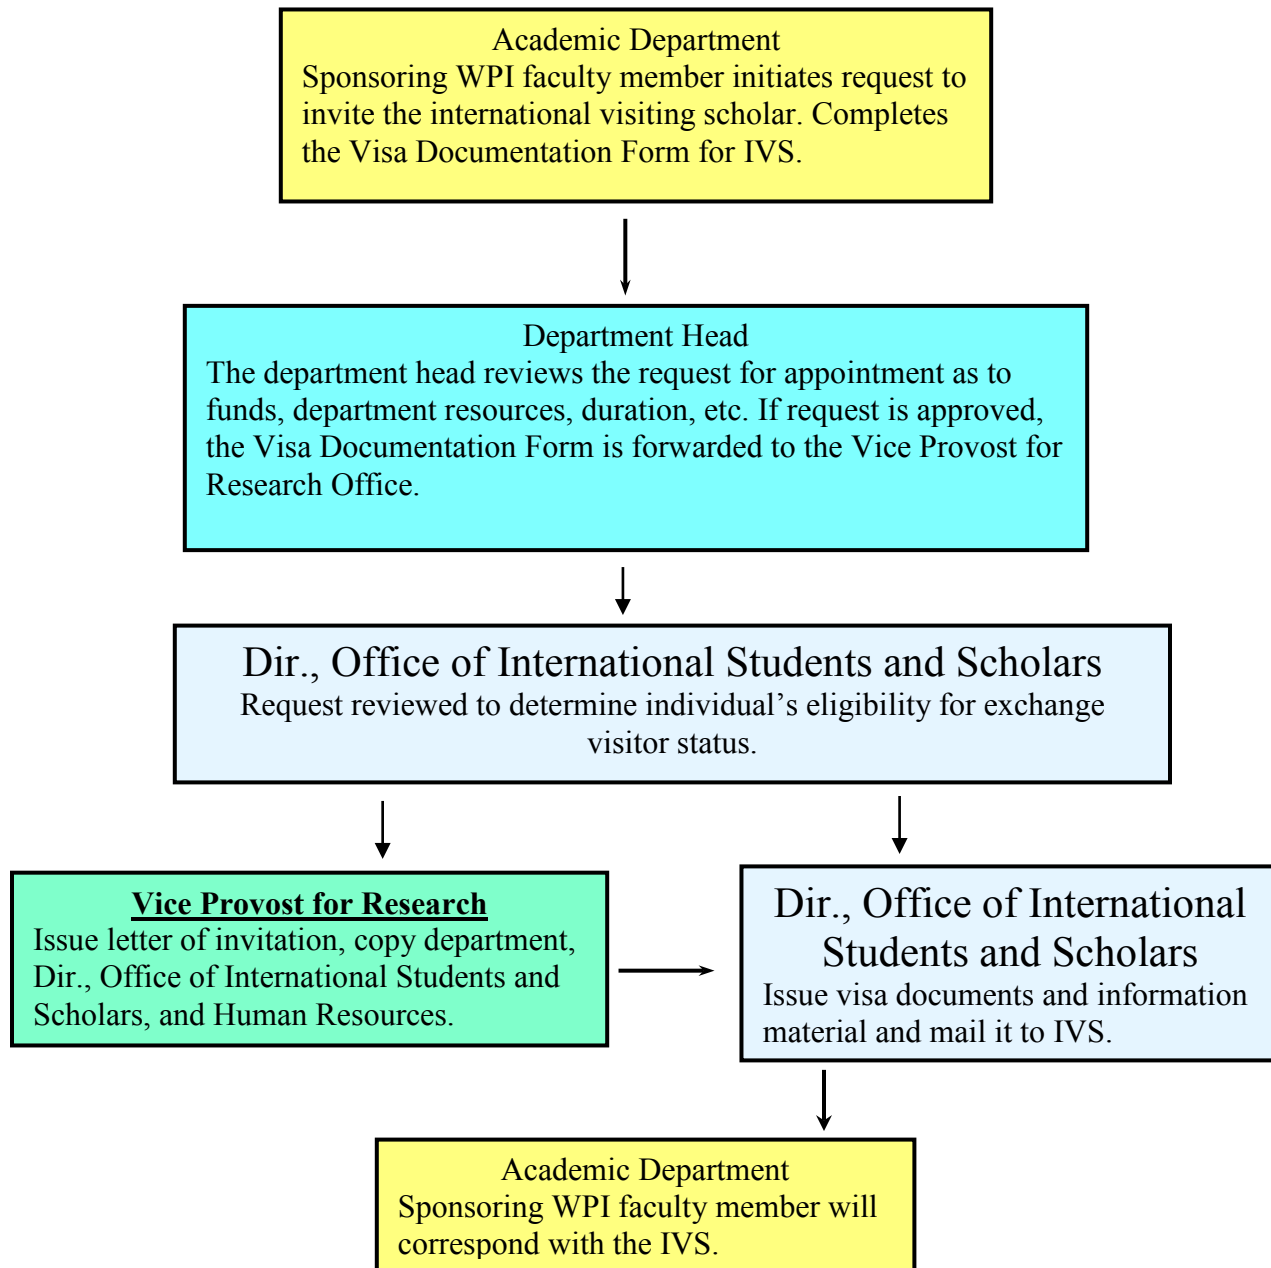 Academic Department
Sponsoring WPI faculty member initiates request to
invite the international visiting scholar. Completes
the Visa Documentation Form for IVS.
Department Head
The department head reviews the request for appointment as to
funds, department resources, duration, etc. If request is approved,
the Visa Documentation Form is forwarded to the Vice Provost for
Research Office.
Dir., Office of International Students and Scholars
Request reviewed to determine individual’s eligibility for exchange
visitor status.
Vice Provost for Research
Issue letter of invitation, copy department,
Dir., Office of International Students and
Scholars, and Human Resources.
Dir., Office of International
Students and Scholars
Issue visa documents and information
material and mail it to IVS.
Academic Department
Sponsoring WPI faculty member will
correspond with the IVS.